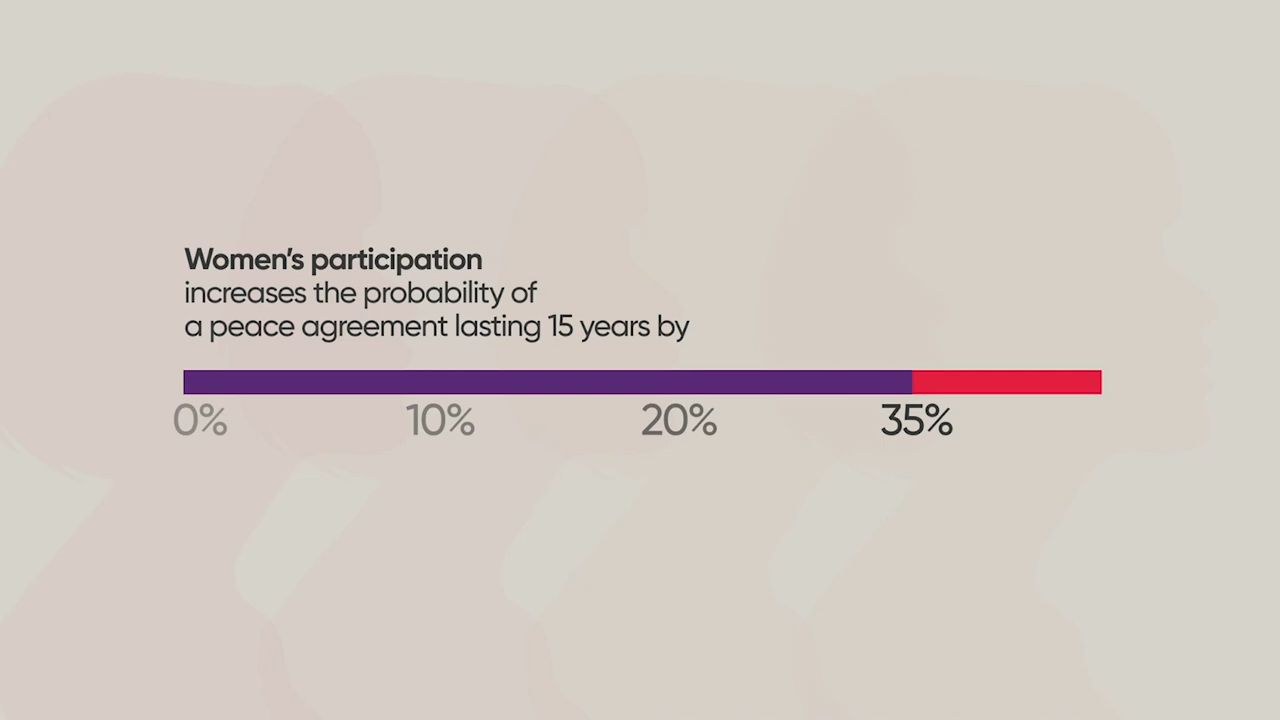 Women’s participation
increases the probability of
a peace agreement lasting 15 years by
0% 10% 20% 35%